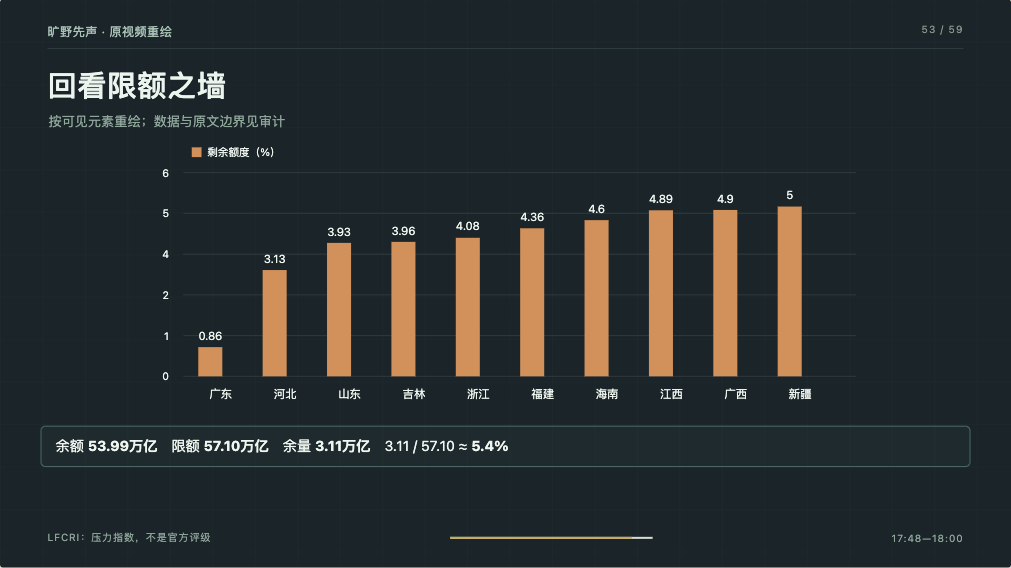 旷野先声 · 原视频重绘
53 / 59
回看限额之墙
按可见元素重绘；数据与原文边界见审计
剩余额度（%）
6
5
4
2
1
0
0.86
3.13
3.93
3.96
4.08
4.36
4.6
4.89
4.9
5
广东 河北 山东 吉林 浙江 福建 海南 江西 广西 新疆
余额 53.99万亿 限额 57.10万亿 余量 3.11万亿 3.11 / 57.10 ≈ 5.4%
LFCRI：压力指数，不是官方评级
17:48—18:00